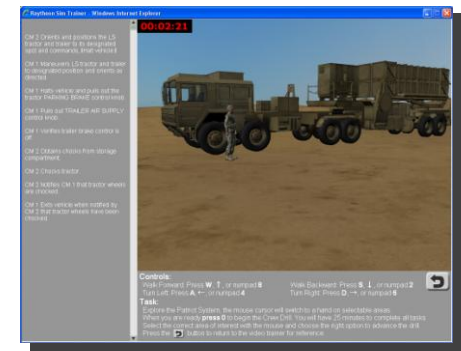 Raytheon Sim Trainer - Windows Internet Explorer
00:02:21
CM 2 Orients and positions the LS
tractor and trailer to its designated
spot and commands, knell vehicle
CM 1 Maneuvers LS tractor and trailer
to designated position and orients as
directed
CM 1 Halts vehicle and pulls out the
tractor PARKING BRAKE control knob.
CM 1 Pulls out TRAILER AIR SUPPLY
control knob.
CM 1 Verifies trailer brake control is
off.
CM 2 Obtains chocks from storage
compartment.
CM 2 Chocks tractor
CM 2 Notifies CM 1 that tractor wheels
are chocked.
CM 1 Exits vehicle when notified by
CM 2 that tractor wheels have been
chocked.
Controls:
Walk Forward: Press W, ↑, or numpad 8
Walk Backward: Press S, ↓, or numpad 2
Turn Left: Press A, ←, or numpad 4
Turn Right: Press D, →, or numpad 6
Task:
Explore the Patriot System, the mouse cursor will switch to a hand on selectable areas.
When you are ready press 0 to begin the Crew Drill. You will have 25 minutes to complete all tasks.
Select the correct area of interest with the mouse and choose the right option to advance the drill.
Press the button to return to the video trainer for reference.